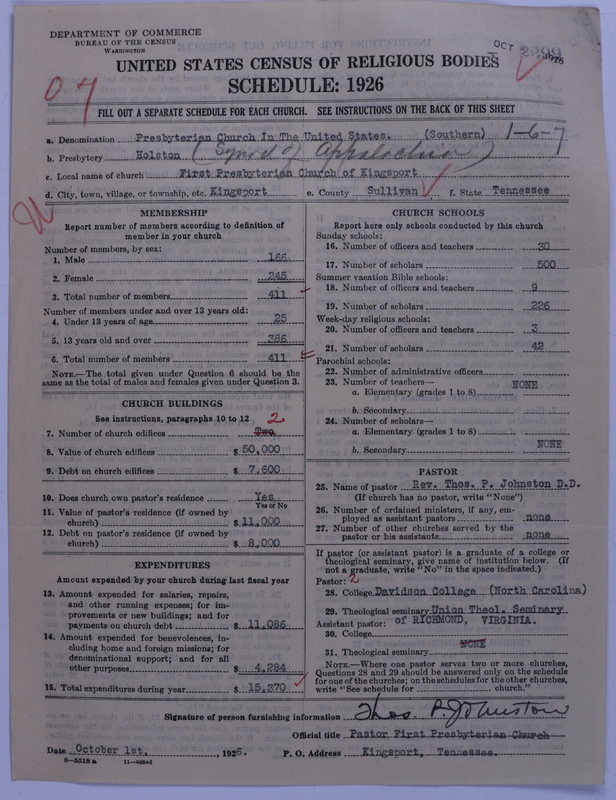 DEPARTMENT OF COMMERCE
BUREAU OF THE CENSUS
WASHINGTON
OCT 1926
UNITED STATES CENSUS OF RELIGIOUS BODIES
SCHEDULE: 1926
FILL OUT A SEPARATE SCHEDULE FOR EACH CHURCH. SEE INSTRUCTIONS ON THE BACK OF THIS SHEET
a. Denomination Presbyterian Church In The United States. (Southern) 1-6-7
b. Presbytery Holston (Synod of Appalachia)
c. Local name of church First Presbyterian Church of Kingsport
d. City, town, village, or township, etc. Kingsport e. County Sullivan f. State Tennessee
MEMBERSHIP
Report number of members according to definition of
member in your church
Number of members, by sex:
1. Male 166
2. Female 245
3. Total number of members 411
Number of members under and over 13 years old:
4. Under 13 years of age 25
5. 13 years old and over 386
6. Total number of members 411
NOTE.—The total given under Question 6 should be the
same as the total of males and females given under Question 3.
CHURCH BUILDINGS
See instructions, paragraphs 10 to 12 2
7. Number of church edifices Two
8. Value of church edifices $ 50,000
9. Debt on church edifices $ 7,600
10. Does church own pastor's residence Yes
Yes or No
11. Value of pastor's residence (if owned by
church) $ 11,000
12. Debt on pastor's residence (if owned by
church) $ 8,000
EXPENDITURES
Amount expended by your church during last fiscal year
13. Amount expended for salaries, repairs,
and other running expenses; for im-
provements or new buildings; and for
payments on church debt $ 11,086
14. Amount expended for benevolences, in-
cluding home and foreign missions; for
denominational support; and for all
other purposes $ 4,284
15. Total expenditures during year $ 15,370
CHURCH SCHOOLS
Report here only schools conducted by this church
Sunday schools:
16. Number of officers and teachers 30
17. Number of scholars 500
Summer vacation Bible schools:
18. Number of officers and teachers 9
19. Number of scholars 226
Week-day religious schools:
20. Number of officers and teachers 3
21. Number of scholars 42
Parochial schools:
22. Number of administrative officers
23. Number of teachers— NONE
a. Elementary (grades 1 to 8)
b. Secondary
24. Number of scholars—
a. Elementary (grades 1 to 8)
NONE
b. Secondary
PASTOR
25. Name of pastor Rev. Thos. P. Johnston D.D.
(If church has no pastor, write "None")
26. Number of ordained ministers, if any, em-
ployed as assistant pastors none
27. Number of other churches served by the
pastor or his assistants none
If pastor (or assistant pastor) is a graduate of a college or
theological seminary, give name of institution below. (If
not a graduate, write "No" in the space indicated.)
Pastor: 2
28. College Davidson College (North Carolina)
29. Theological seminary Union Theol. Seminary
Assistant pastor: of RICHMOND, VIRGINIA.
30. College
NONE
31. Theological seminary
NOTE.—Where one pastor serves two or more churches,
Questions 28 and 29 should be answered only on the schedule
for one of the churches; on the schedules for the other churches,
write "See schedule for church."
Signature of person furnishing information Thos. P. Johnston
Official title Pastor First Presbyterian Church
Date October 1st, 1926. P. O. Address Kingsport, Tennessee.
8—5518 a 11—90544